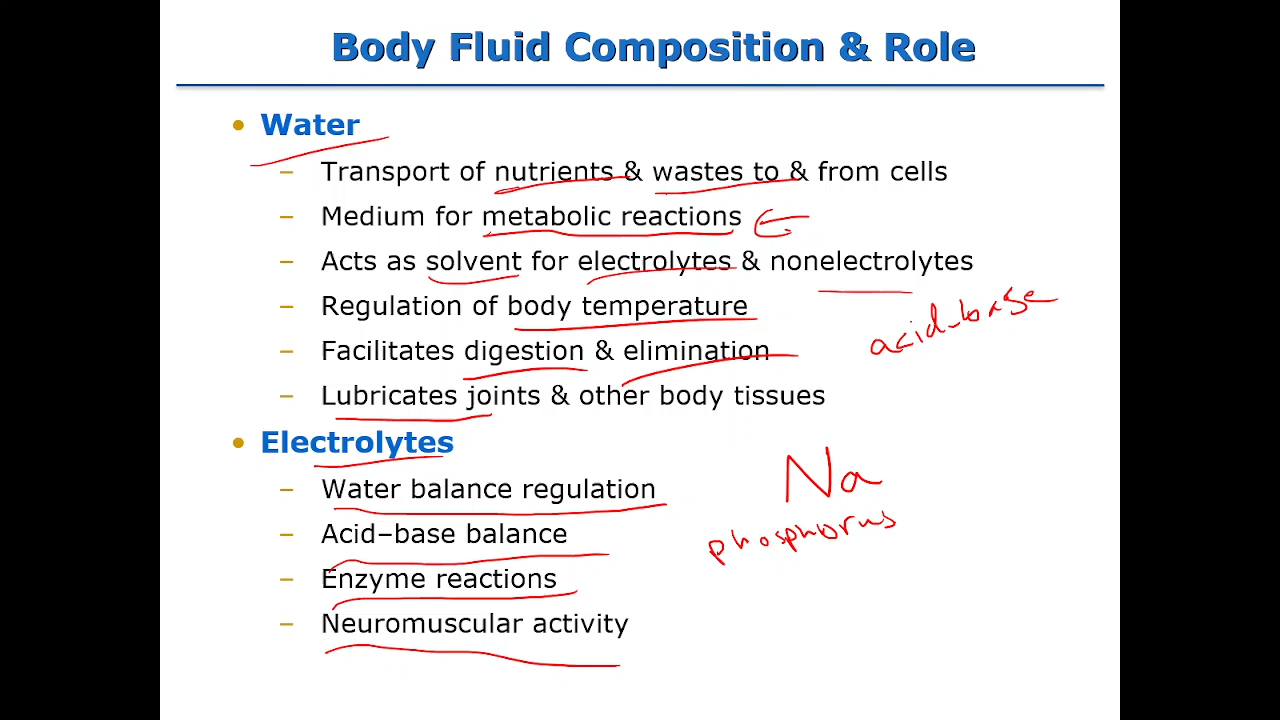 Body Fluid Composition & Role
• Water
– Transport of nutrients & wastes to & from cells
– Medium for metabolic reactions
– Acts as solvent for electrolytes & nonelectrolytes
– Regulation of body temperature
acid-base
– Facilitates digestion & elimination
– Lubricates joints & other body tissues
• Electrolytes
Na
– Water balance regulation
phosphorus
– Acid–base balance
– Enzyme reactions
– Neuromuscular activity